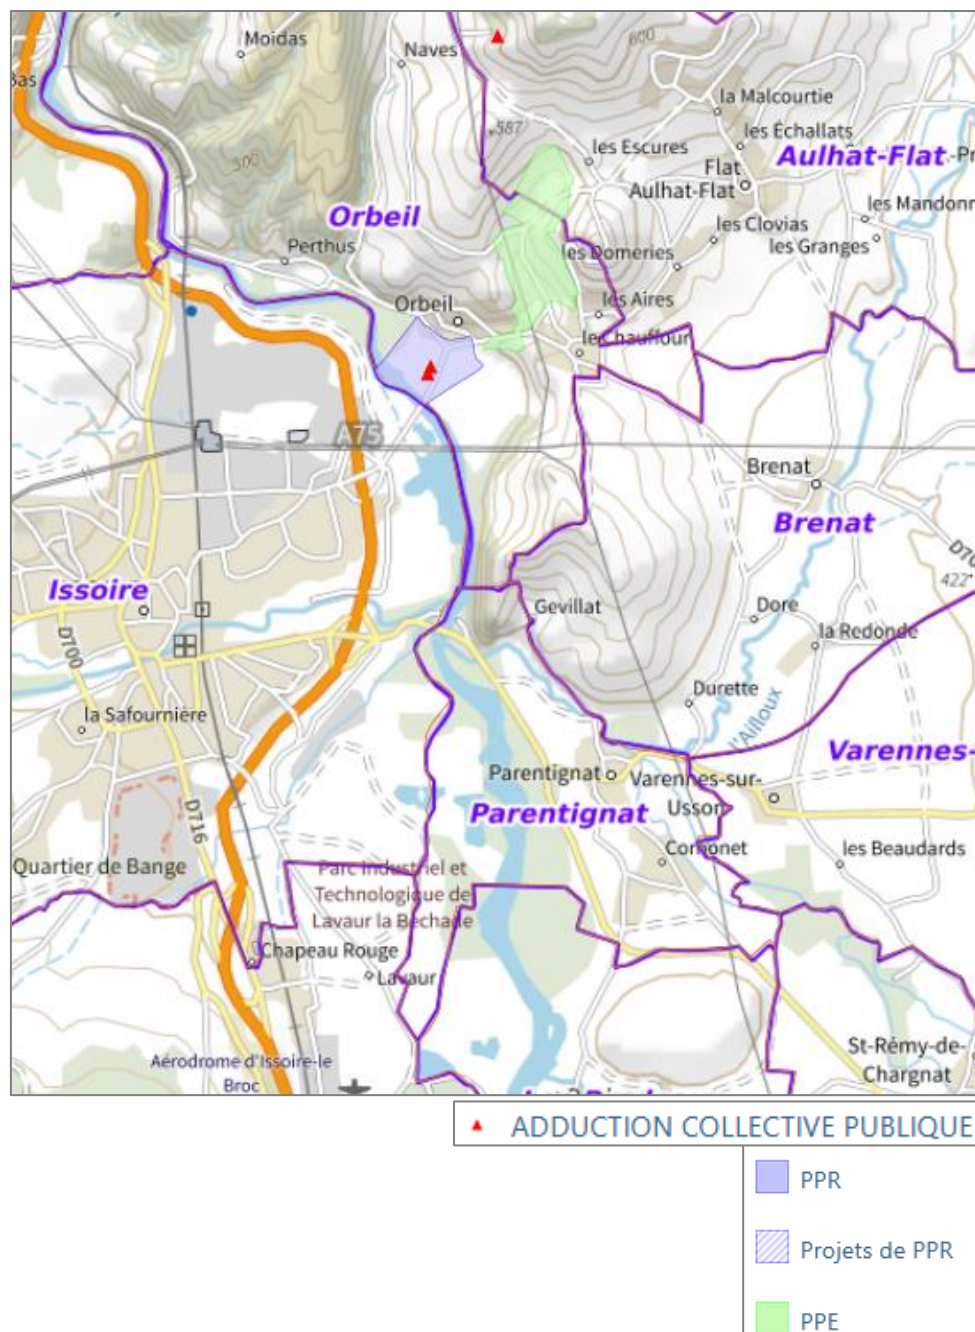 Moidas
Naves
600
Bas
la Malcourtie
587
les Échallats
les Escures
Aulhat-Flat
Flat
500
Aulhat-Flat
les Mandonn
Orbeil
les Clovias
les Granges
Perthus
les Domeries
Orbeil
les Aires
le Chauffour
A75
Brenat
Brenat
D70
422
Issoire
Gevillat
Dore
la Redonde
D700
Durette
la Safournière
l'Ailloux
Varennes-
Parentignat
Varennes-sur-
Usson
Parentignat
D716
les Beaudards
Quartier de Bange
Parc Industriel et
Technologique de
Lavaur la Béchade
Chapeau Rouge
Lavaur
St-Rémy-de-
Chargnat
Aérodrome d'Issoire-le
Broc
ADDUCTION COLLECTIVE PUBLIQUE
PPR
Projets de PPR
PPE